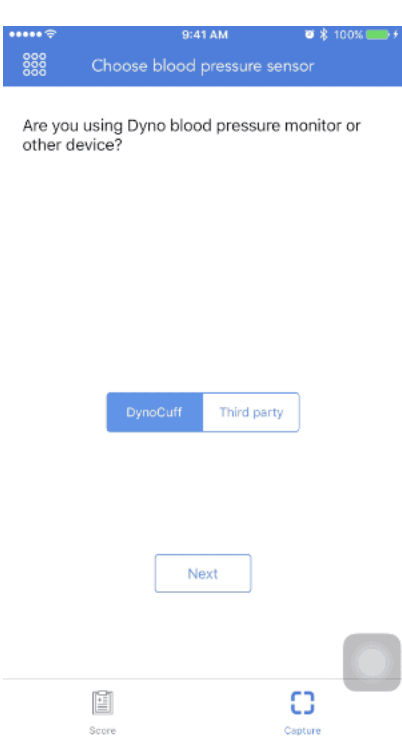 9:41 AM
100%
Choose blood pressure sensor
Are you using Dyno blood pressure monitor or
other device?
DynoCuff
Third party
Next
Score
Capture